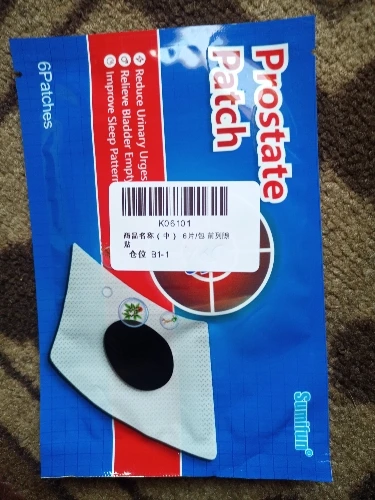 Prostate
Patch
Reduce Urinary Urges
Relieve Bladder Empty
Improve Sleep Pattern
6Patches
K06101
商品名称（中） 6片/包 前列腺
贴
仓位 B1-1
Sumifun®